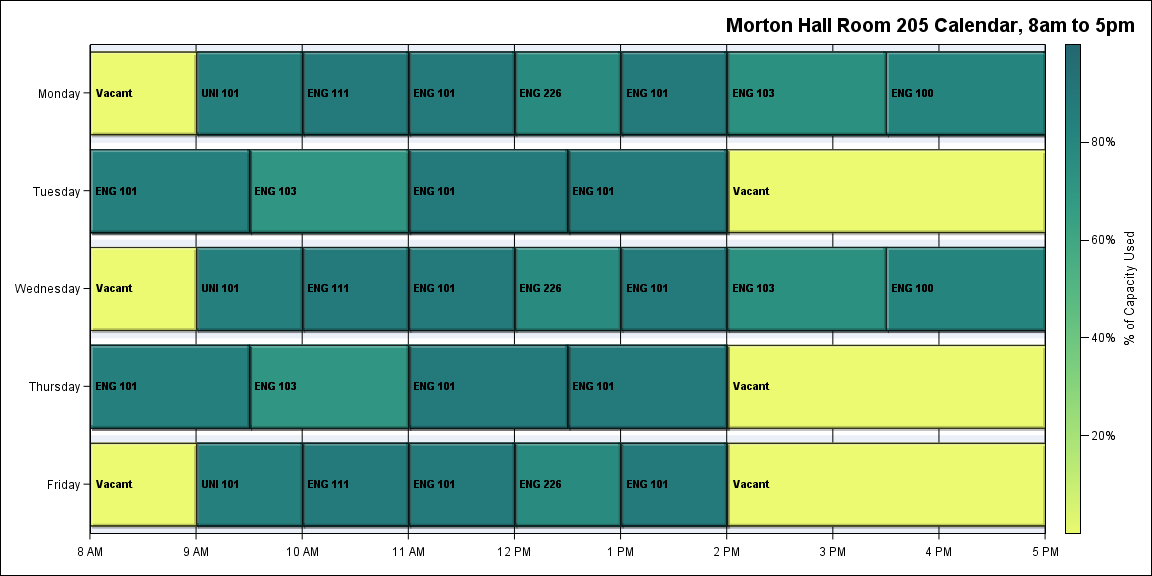 Morton Hall Room 205 Calendar, 8am to 5pm
Monday
Vacant
UNI 101
ENG 111
ENG 101
ENG 226
ENG 101
ENG 103
ENG 100
Tuesday
ENG 101
ENG 103
ENG 101
ENG 101
Vacant
Wednesday
Vacant
UNI 101
ENG 111
ENG 101
ENG 226
ENG 101
ENG 103
ENG 100
Thursday
ENG 101
ENG 103
ENG 101
ENG 101
Vacant
Friday
Vacant
UNI 101
ENG 111
ENG 101
ENG 226
ENG 101
Vacant
8 AM
9 AM
10 AM
11 AM
12 PM
1 PM
2 PM
3 PM
4 PM
5 PM
80%
60%
40%
20%
% of Capacity Used